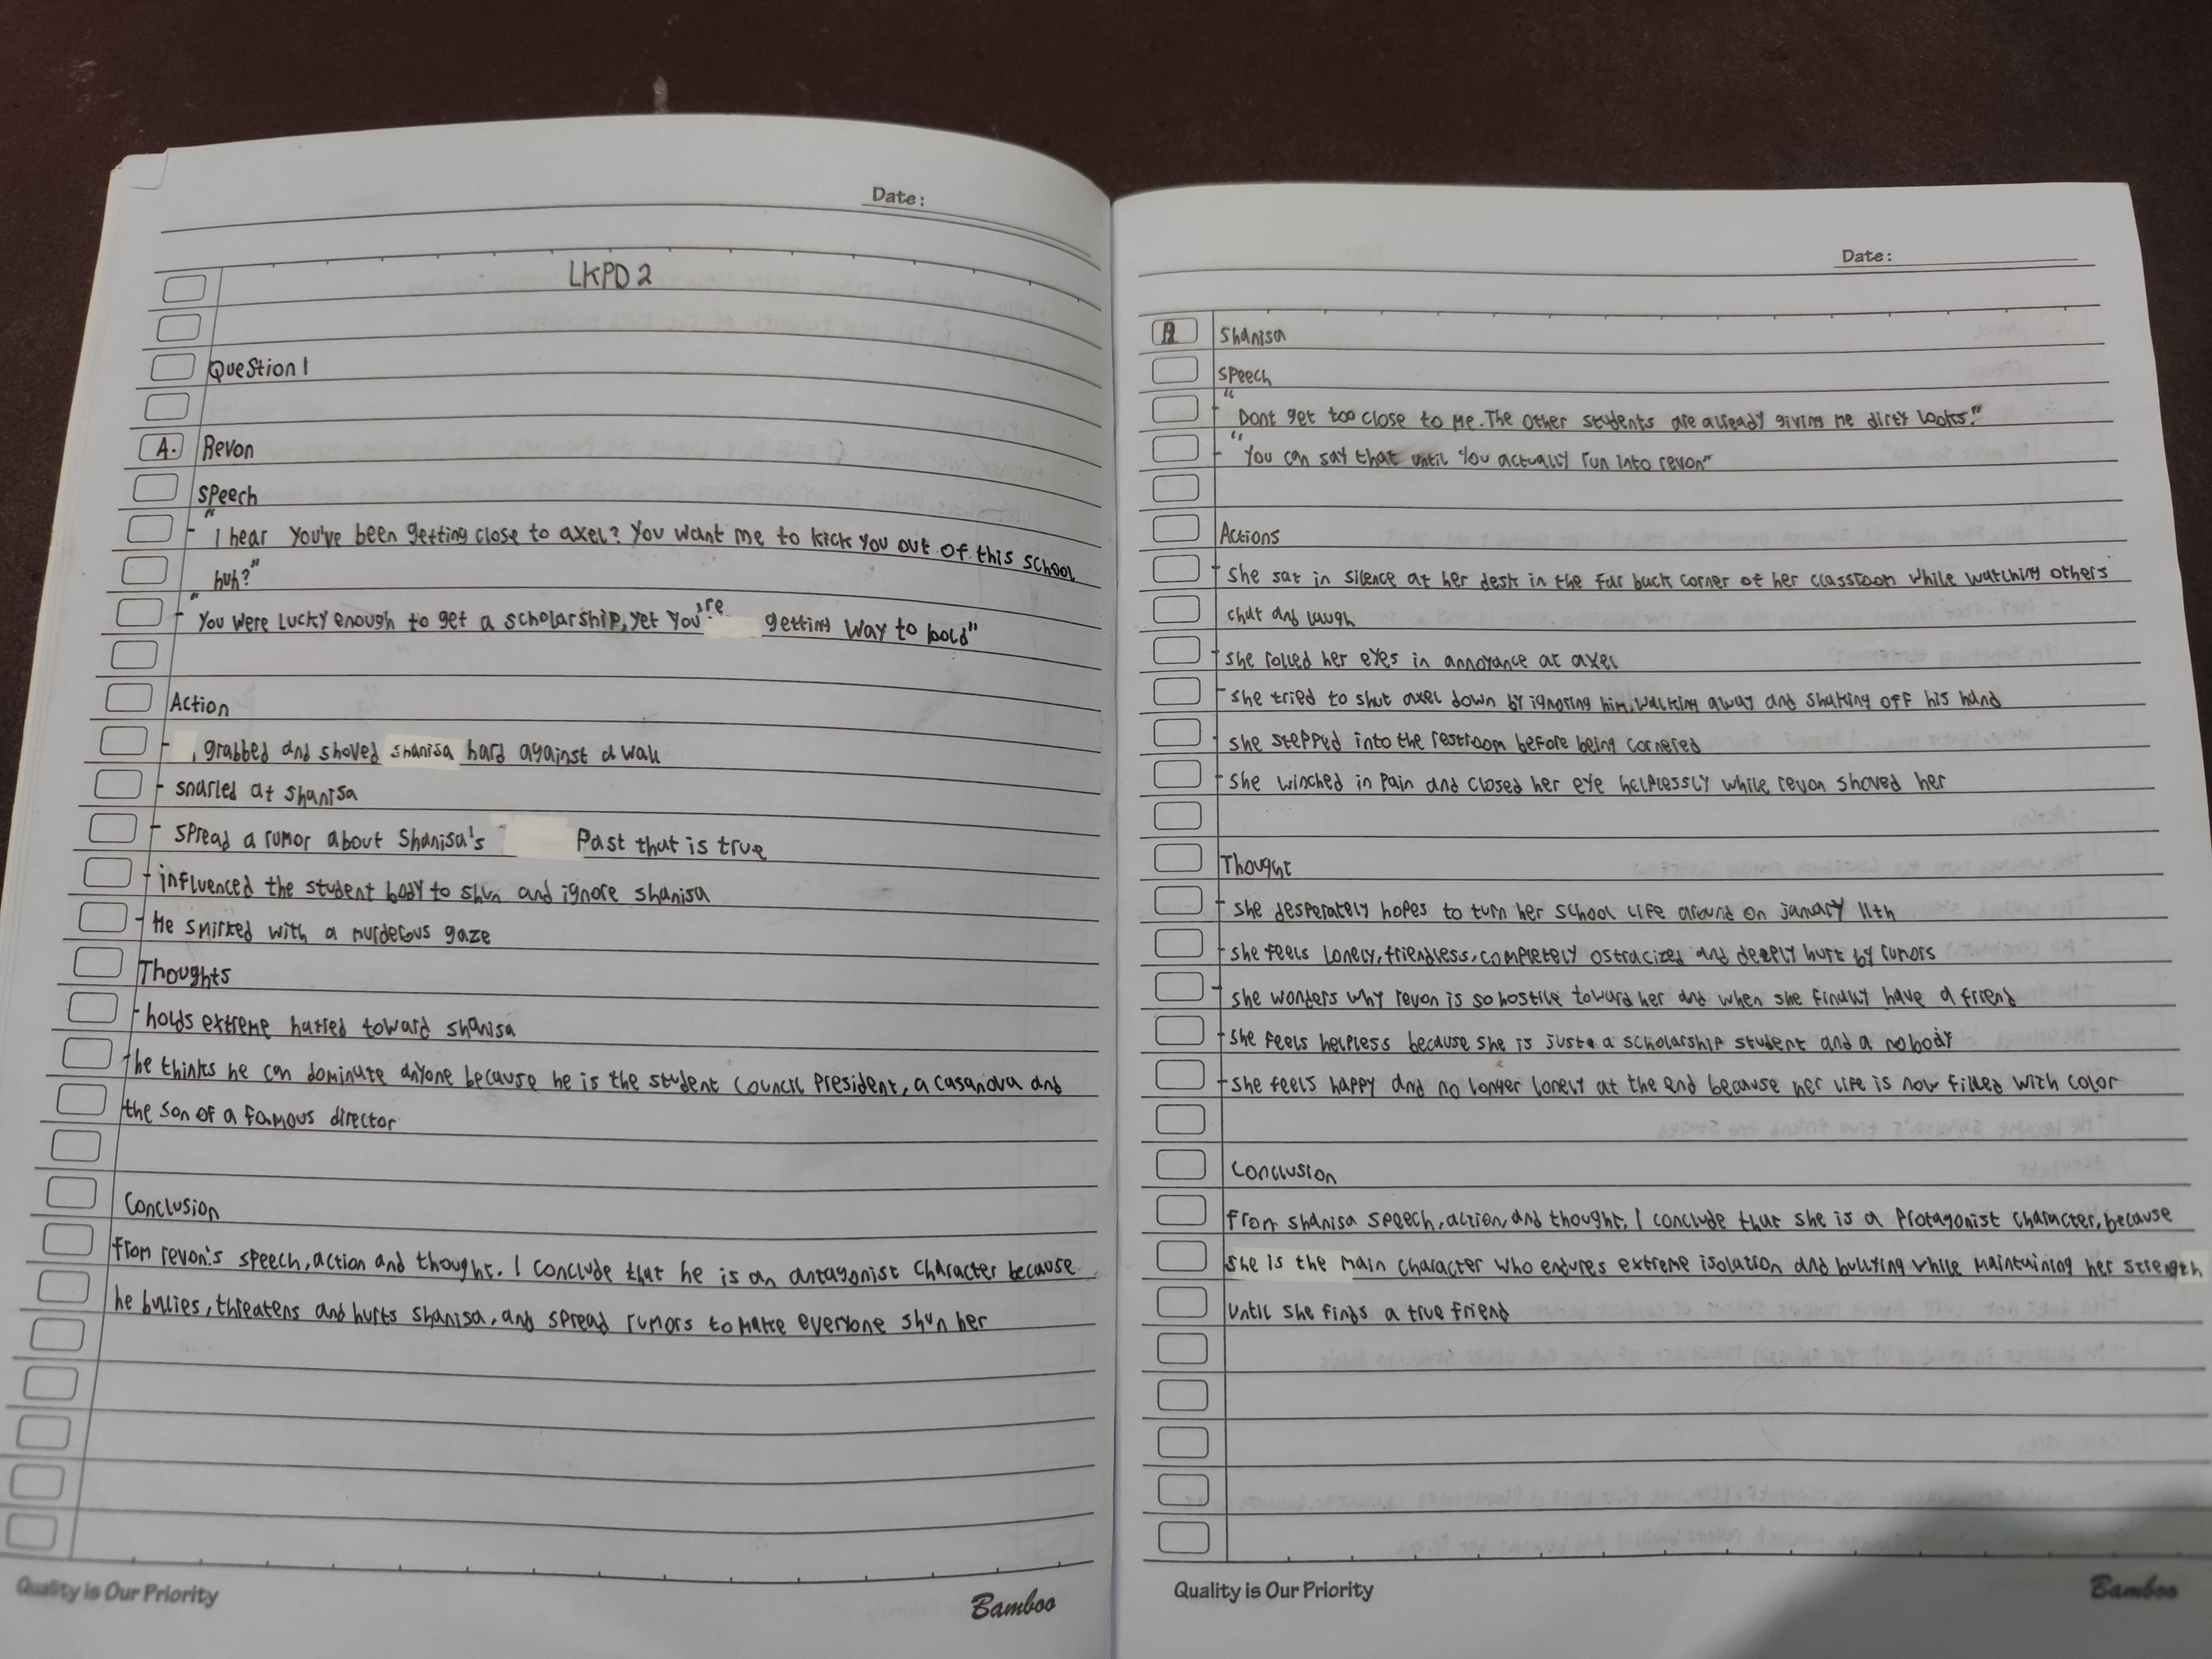 Date:
LKPD 2
Question 1
A. Revon
Speech
- "I hear you've been getting close to axel? You want me to kick you out of this school
huh?"
- "You were lucky enough to get a scholarship, yet you're getting way to bold"
Action
- grabbed and shoved shanisa hard against a wall
- snarled at shanisa
- spread a rumor about Shanisa's Past that is true
- influenced the student body to shun and ignore shanisa
- He smirked with a murderous gaze
Thoughts
- holds extreme hatred toward shanisa
- he thinks he can dominate anyone because he is the student council president, a casanova and
the son of a famous director
Conclusion
from revon's speech, action and thought. I conclude that he is an antagonist character because
he bullies, threatens and hurts shanisa, and spread rumors to make everyone shun her
Quality is Our Priority
Bamboo
Date:
Shanisa
Speech
- "Dont get too close to me. The other students are already giving me dirty looks."
- "You can say that until you actually run into revon"
Actions
- she sat in silence at her desk in the far back corner of her classroom while watching others
chat and laugh
- she rolled her eyes in annoyance at axel
- she tried to shut axel down by ignoring him, walking away and shaking off his hand
- she stepped into the restroom before being cornered
- she winched in pain and closed her eye helplessly while revon shoved her
Thought
- she desperately hopes to turn her school life around on janary 11th
- she feels lonely, friendless, completely ostracized and deeply hurt by rumors
- she wonders why revon is so hostile toward her and when she finally have a friend
- she feels helpless because she is just a scholarship student and a nobody
- she feels happy and no longer lonely at the end because her life is now filled with color
Conclusion
from shanisa speech, action, and thought. I conclude that she is a protagonist character, because
she is the main character who endures extreme isolation and bullying while maintaining her strength
until she finds a true friend
Quality is Our Priority
Bamboo